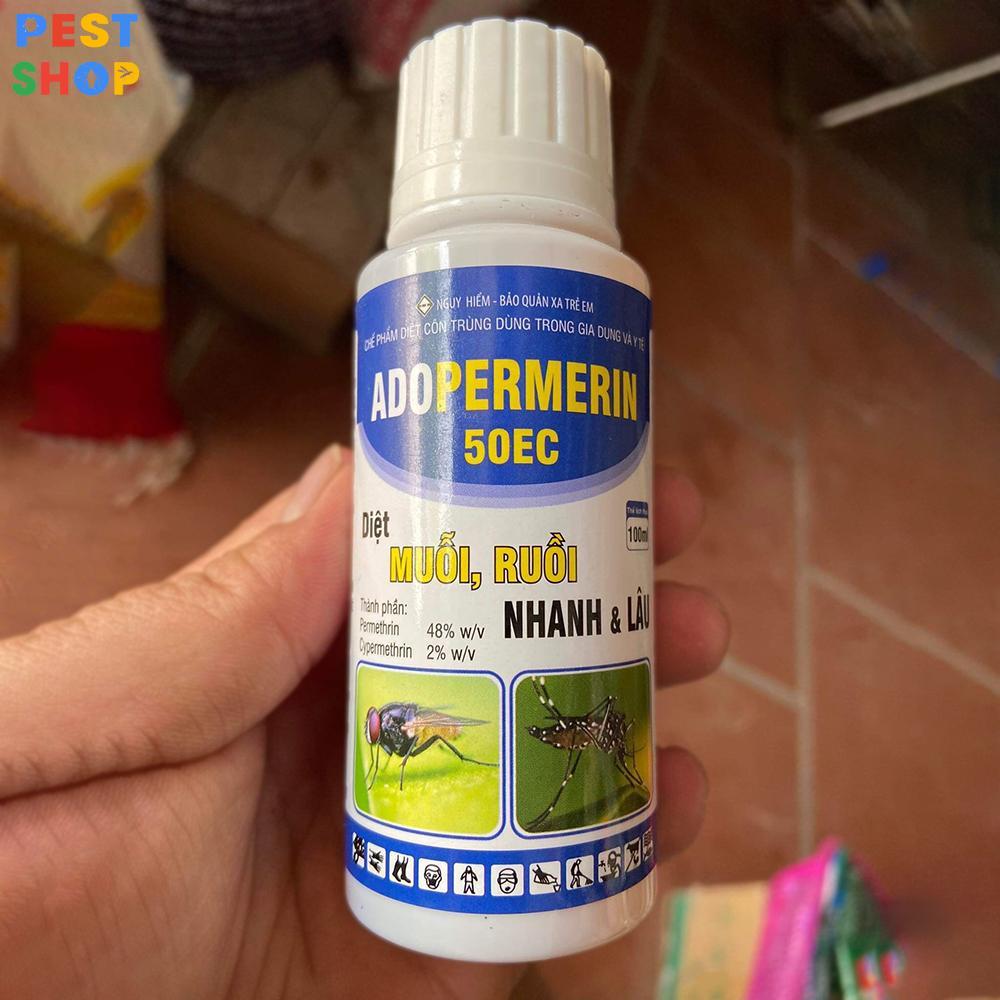 PEST
SHOP
NGUY HIỂM - BẢO QUẢN XA TRẺ EM
CHẾ PHẨM DIỆT CÔN TRÙNG DÙNG TRONG GIA DỤNG VÀ Y TẾ
ADOPERMERIN
50EC
Diệt
MUỖI, RUỒI
NHANH & LÂU
100ml
Thành phần:
Permethrin 48% w/v
Cypermethrin 2% w/v